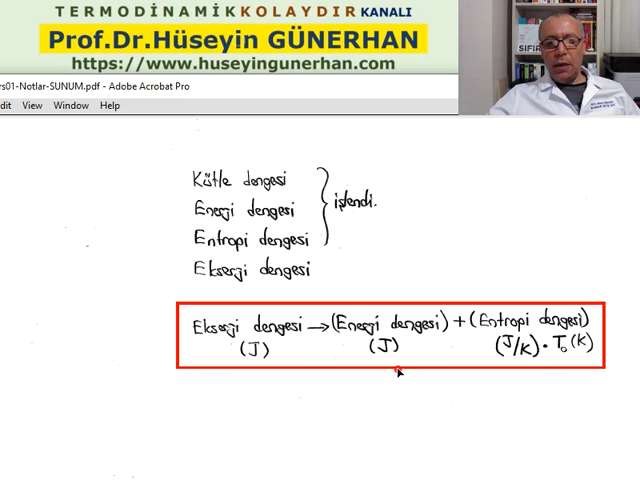 TERMODİNAMİKKOLAYDIR KANALI
Prof.Dr.Hüseyin GÜNERHAN
https://www.huseyingunerhan.com
rs01-Notlar-SUNUM.pdf - Adobe Acrobat Pro
dit View Window Help
SIFIR
Kütle dengesi
Enerji dengesi
Entropi dengesi
işlendi.
Ekserji dengesi
Ekserji dengesi → (Enerji dengesi) + (Entropi dengesi)
(J) (J) (J/K) · T₀ (K)